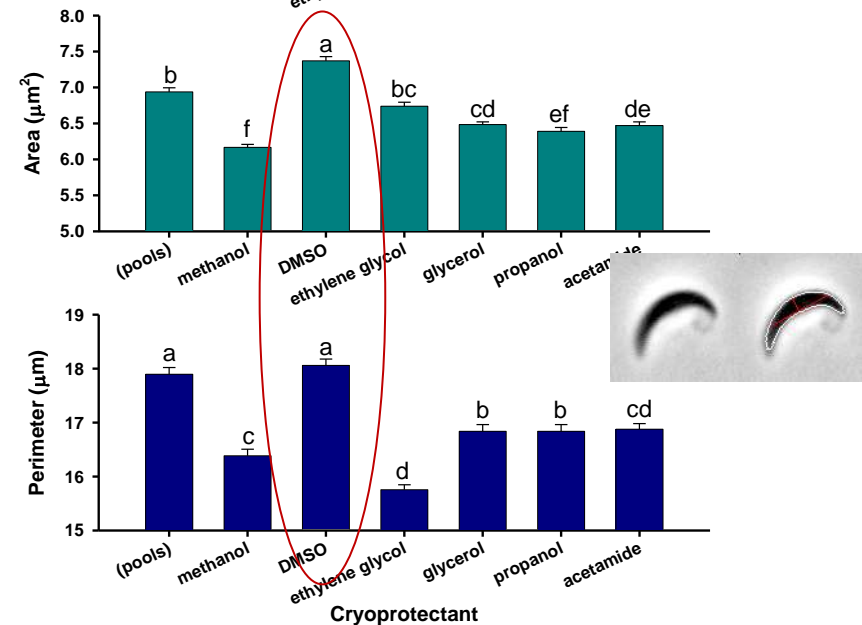 8.0
7.5
7.0
6.5
6.0
5.5
5.0
Area (μm²)
b
f
a
bc
cd
ef
de
(pools)
methanol
DMSO
ethylene glycol
glycerol
propanol
19
18
17
16
15
Perimeter (μm)
a
c
a
d
b
b
cd
(pools)
methanol
DMSO
ethylene glycol
glycerol
propanol
acetamide
Cryoprotectant